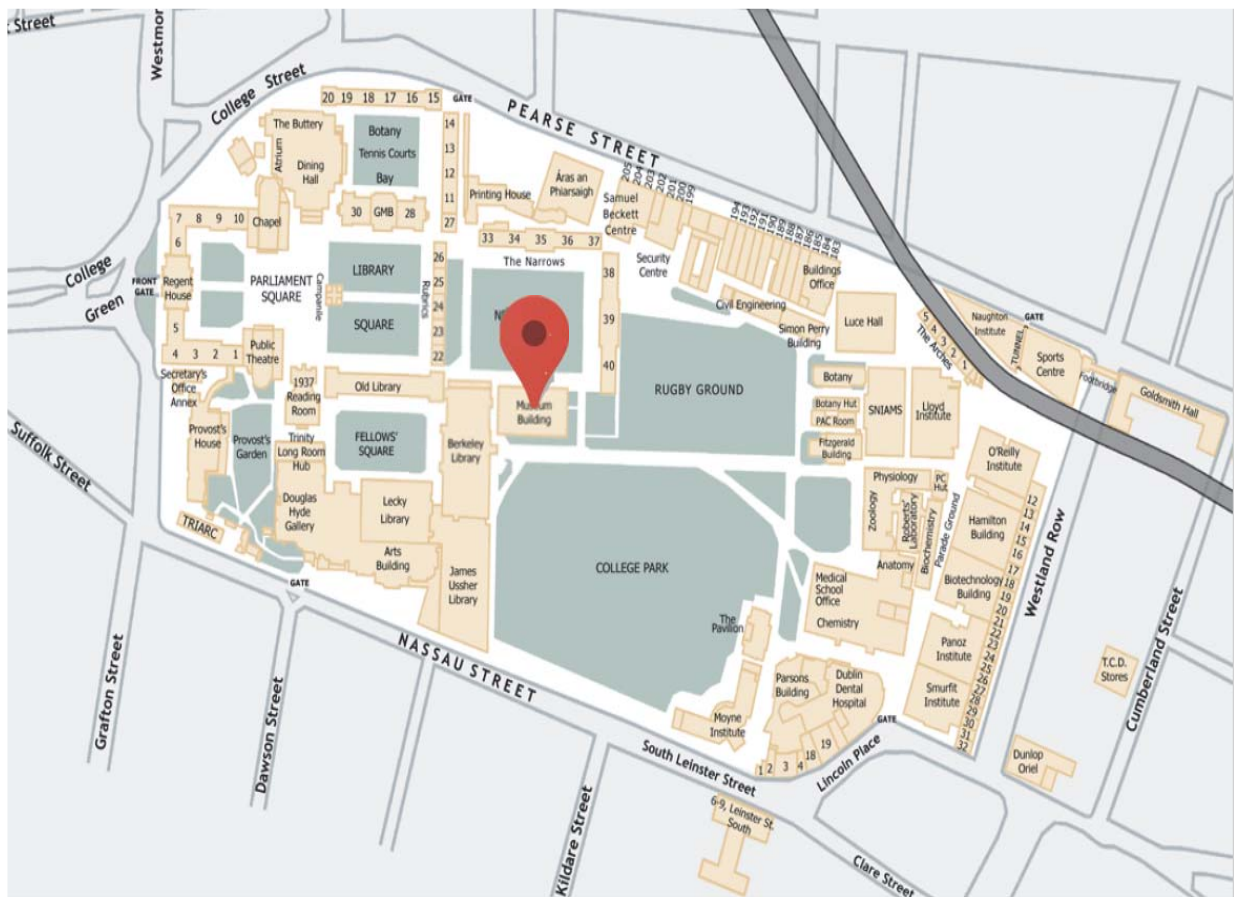 Westmor
College Street
PEARSE STREET
20 19 18 17 16 15
GATE
The Buttery
Atrium
Dining
Hall
Botany
Tennis Courts
Bay
14
13
12
11
27
Printing House
Àras an
Phiarsaigh
Samuel
Beckett
Centre
205
204
203
202
201
200
199
194
193
192
191
190
189
188
187
186
185
184
183
7 8 9 10
6
Chapel
30 GMB 28
33 34 35 36 37
The Narrows
Security
Centre
Buildings
Office
College
Green
FRONT
GATE
Regent
House
PARLIAMENT
SQUARE
Campanile
LIBRARY
SQUARE
Rubrics
26
25
24
23
22
38
39
40
Civil Engineering
Simon Perry
Building
Luce Hall
5
4
3
2
1
The Arches
Naughton
Institute
GATE
TUNNEL
Sports
Centre
Footbridge
Goldsmith Hall
5
4 3 2 1
Public
Theatre
Secretary's
Office
Annex
1937
Reading
Room
Old Library
Museum
Building
RUGBY GROUND
Botany
Botany Hut
PAC Room
Fitzgerald
Building
SNIAMS
Lloyd
Institute
Suffolk Street
Provost's
House
Provost's
Garden
Trinity
Long Room
Hub
FELLOWS'
SQUARE
Berkeley
Library
O'Reilly
Institute
Physiology
PC
Hut
Zoology
Roberts'
Laboratory
Biochemistry
Parade Ground
Hamilton
Building
12
13
14
15
16
17
18
19
20
21
22
23
24
25
26
27
28
29
30
31
32
Westland Row
TRIARC
Douglas
Hyde
Gallery
Lecky
Library
Arts
Building
James
Ussher
Library
COLLEGE PARK
Anatomy
Medical
School
Office
Chemistry
Biotechnology
Building
GATE
NASSAU STREET
The
Pavilion
Panoz
Institute
Smurfit
Institute
T.C.D.
Stores
Cumberland Street
Grafton Street
Dawson Street
Kildare Street
Moyne
Institute
Parsons
Building
Dublin
Dental
Hospital
GATE
1 2 3 4 18 19
South Leinster Street
Lincoln Place
Dunlop
Oriel
6-9, Leinster St.
South
Clare Street